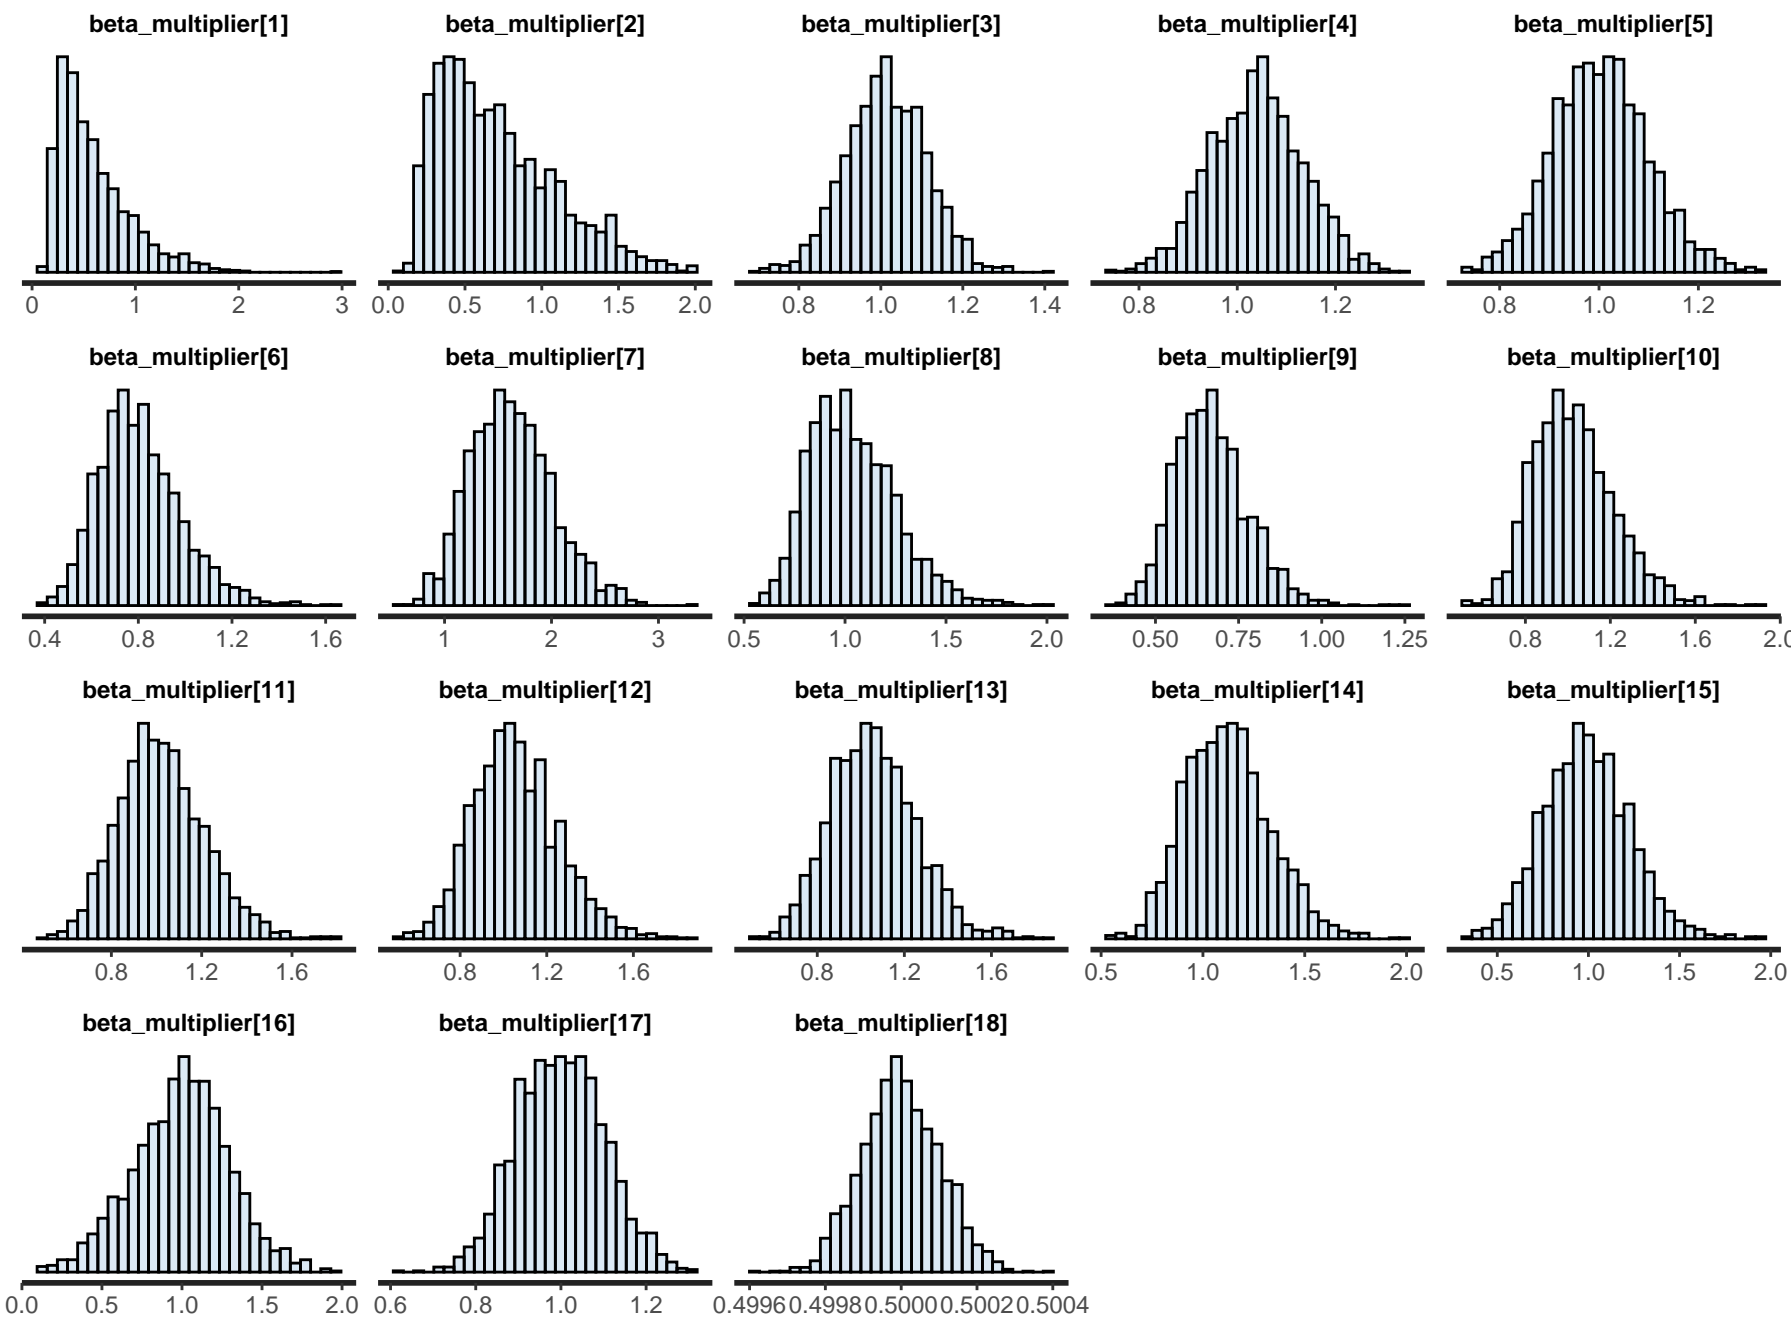 beta_multiplier[1] beta_multiplier[2] beta_multiplier[3] beta_multiplier[4] beta_multiplier[5]
0 1 2 3 0.0 0.5 1.0 1.5 2.0 0.8 1.0 1.2 1.4 0.8 1.0 1.2 0.8 1.0 1.2
beta_multiplier[6] beta_multiplier[7] beta_multiplier[8] beta_multiplier[9] beta_multiplier[10]
0.4 0.8 1.2 1.6 1 2 3 0.5 1.0 1.5 2.0 0.50 0.75 1.00 1.25 0.8 1.2 1.6 2.0
beta_multiplier[11] beta_multiplier[12] beta_multiplier[13] beta_multiplier[14] beta_multiplier[15]
0.8 1.2 1.6 0.8 1.2 1.6 0.8 1.2 1.6 0.5 1.0 1.5 2.0 0.5 1.0 1.5 2.0
beta_multiplier[16] beta_multiplier[17] beta_multiplier[18]
0.0 0.5 1.0 1.5 2.0 0.6 0.8 1.0 1.2 0.4996 0.4998 0.5000 0.5002 0.5004